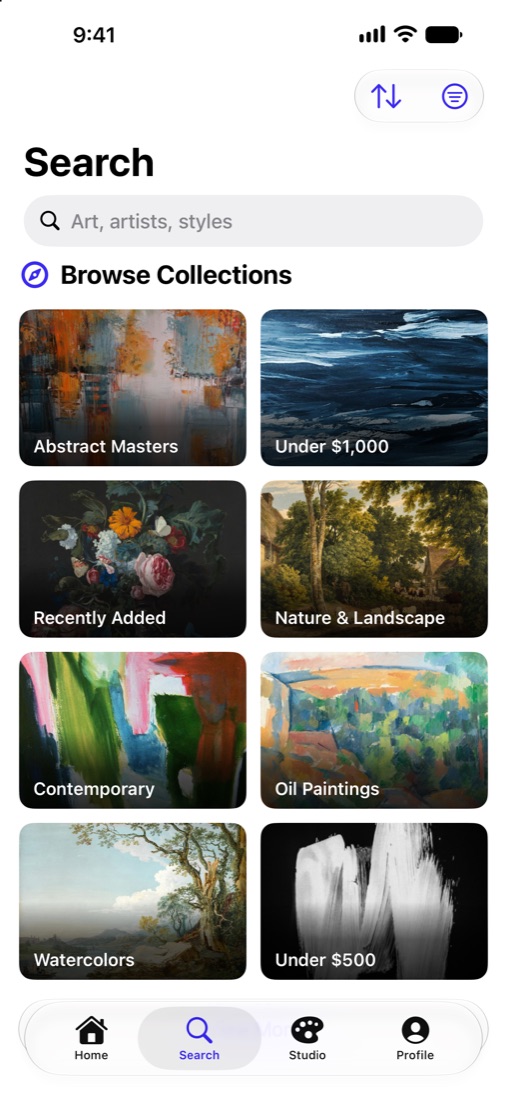 9:41
Search
Art, artists, styles
Browse Collections
Abstract Masters
Under $1,000
Recently Added
Nature & Landscape
Contemporary
Oil Paintings
Watercolors
Under $500
Home
Search
Studio
Profile